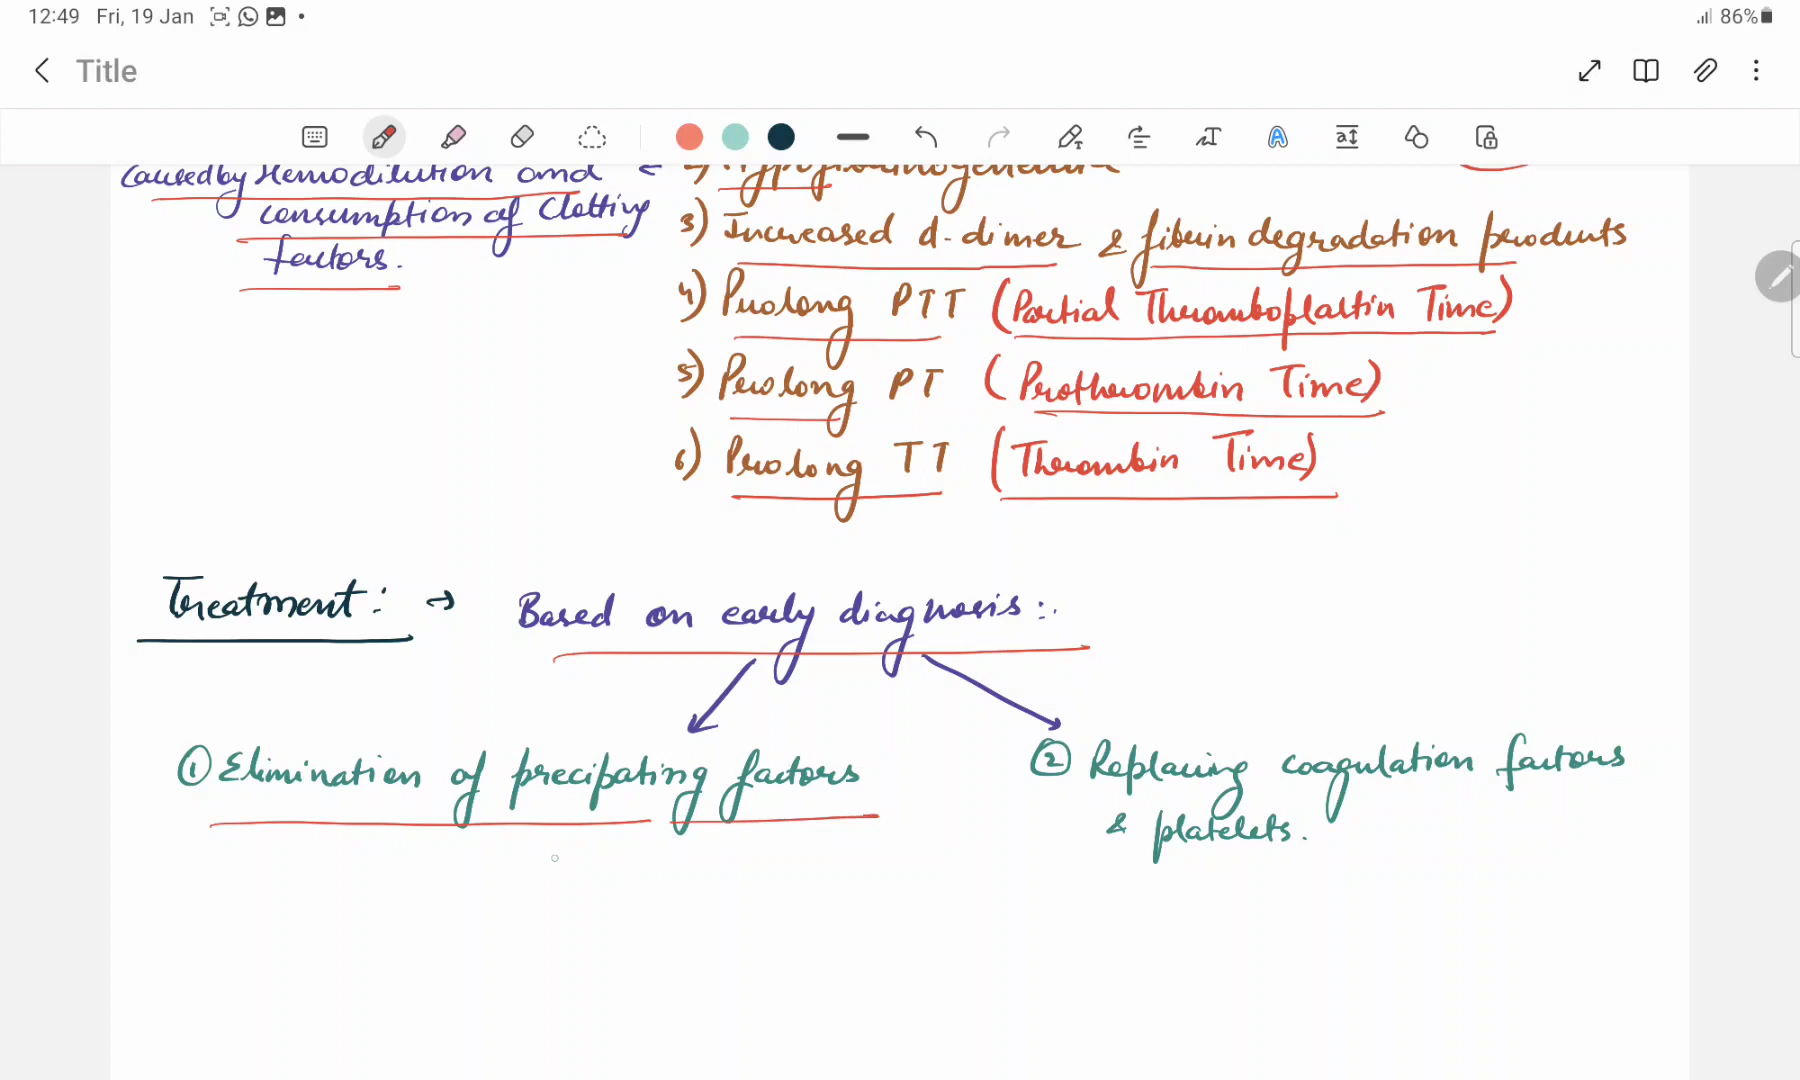 12:49 Fri, 19 Jan
86%
Title
Caused by Hemodilution and
consumption of Clotting
factors.
3) Increased d-dimer & fibrin degradation products
4) Prolong PTT (Partial Thromboplastin Time)
5) Prolong PT (Prothrombin Time)
6) Prolong TT (Thrombin Time)
Treatment: → Based on early diagnosis:.
① Elimination of precipating factors
② Replacing coagulation factors
& platelets.